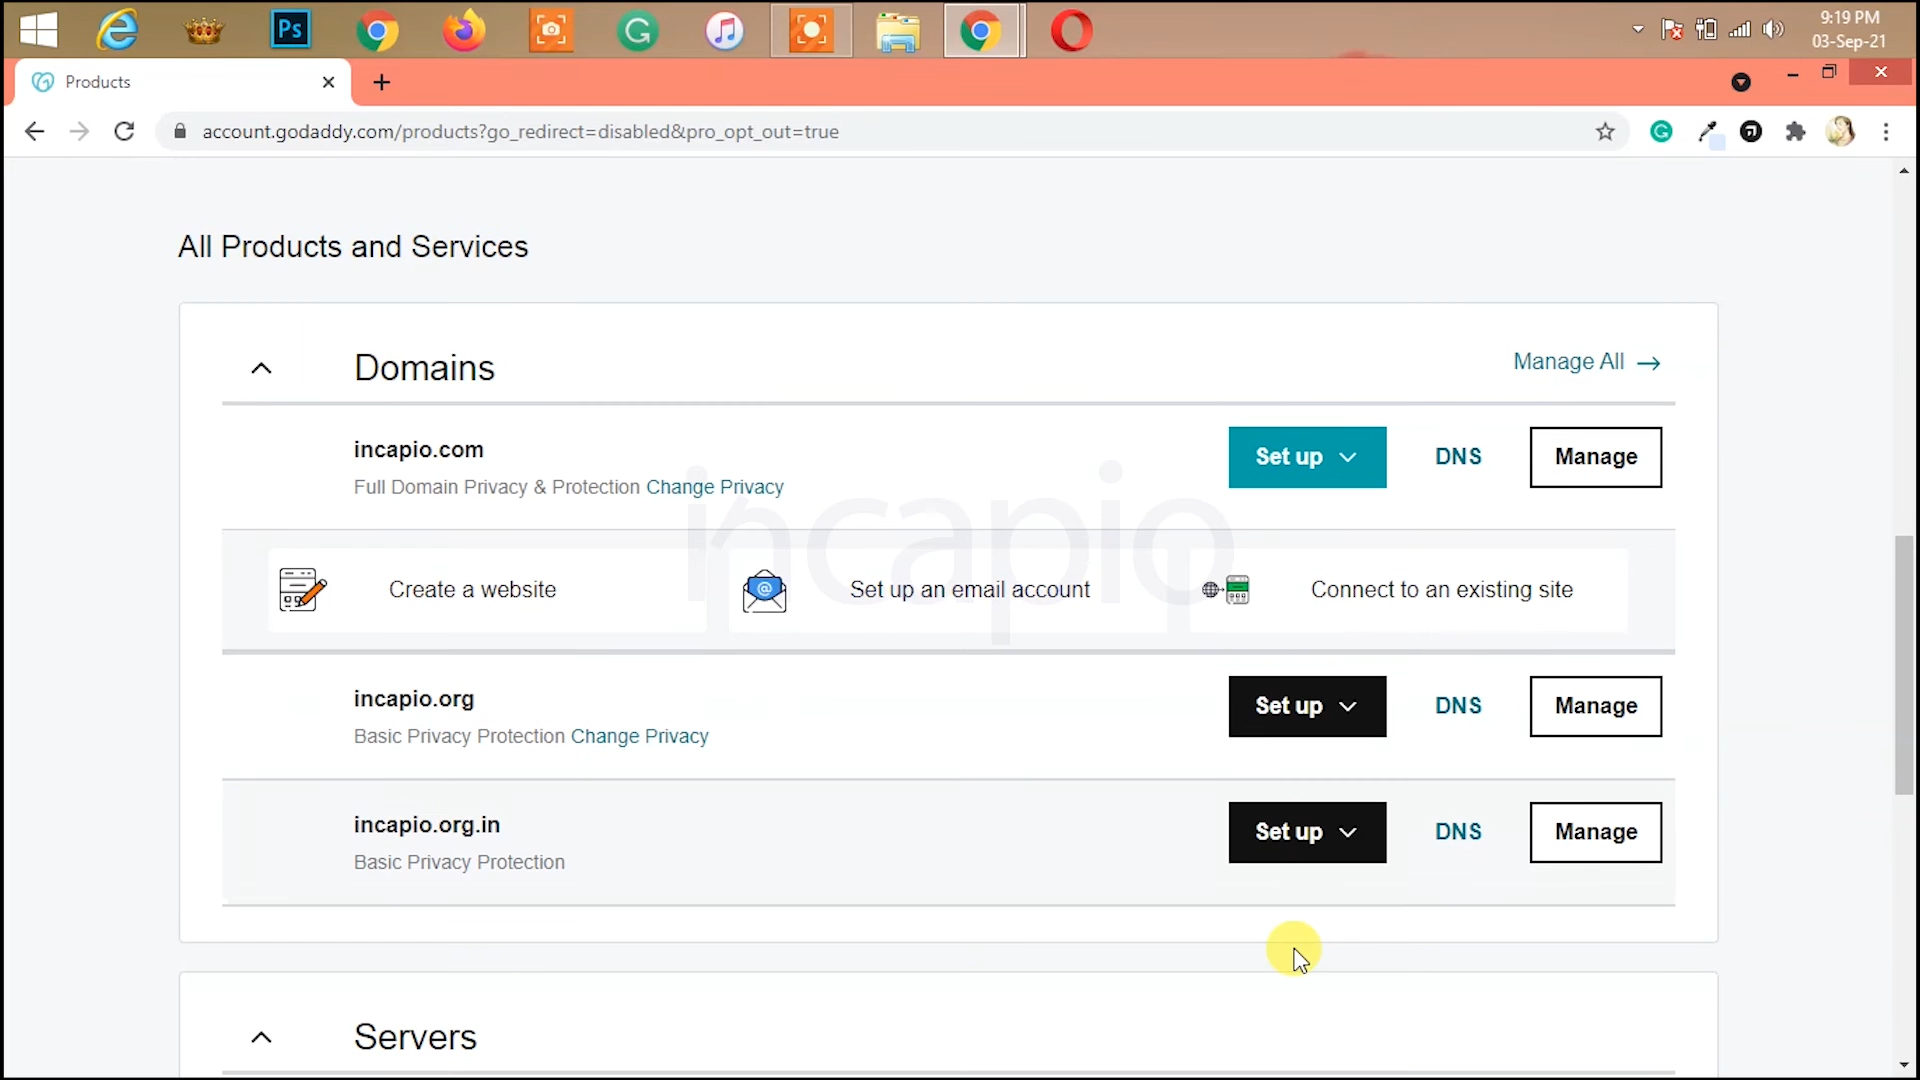 Ps
9:19 PM
03-Sep-21
Products
account.godaddy.com/products?go_redirect=disabled&pro_opt_out=true
All Products and Services
Domains
Manage All →
incapio.com
Set up
DNS
Manage
Full Domain Privacy & Protection Change Privacy
incapio
Create a website
Set up an email account
Connect to an existing site
incapio.org
Set up
DNS
Manage
Basic Privacy Protection Change Privacy
incapio.org.in
Set up
DNS
Manage
Basic Privacy Protection
Servers